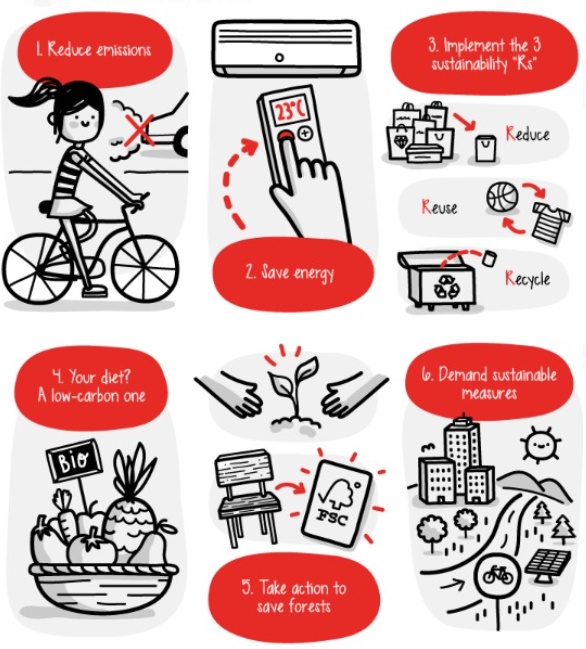 1. Reduce emissions
23°C
+
2. Save energy
3. Implement the 3
sustainability "Rs"
Reduce
Reuse
Recycle
4. Your diet?
A low-carbon one
Bio
FSC
5. Take action to
save forests
6. Demand sustainable
measures